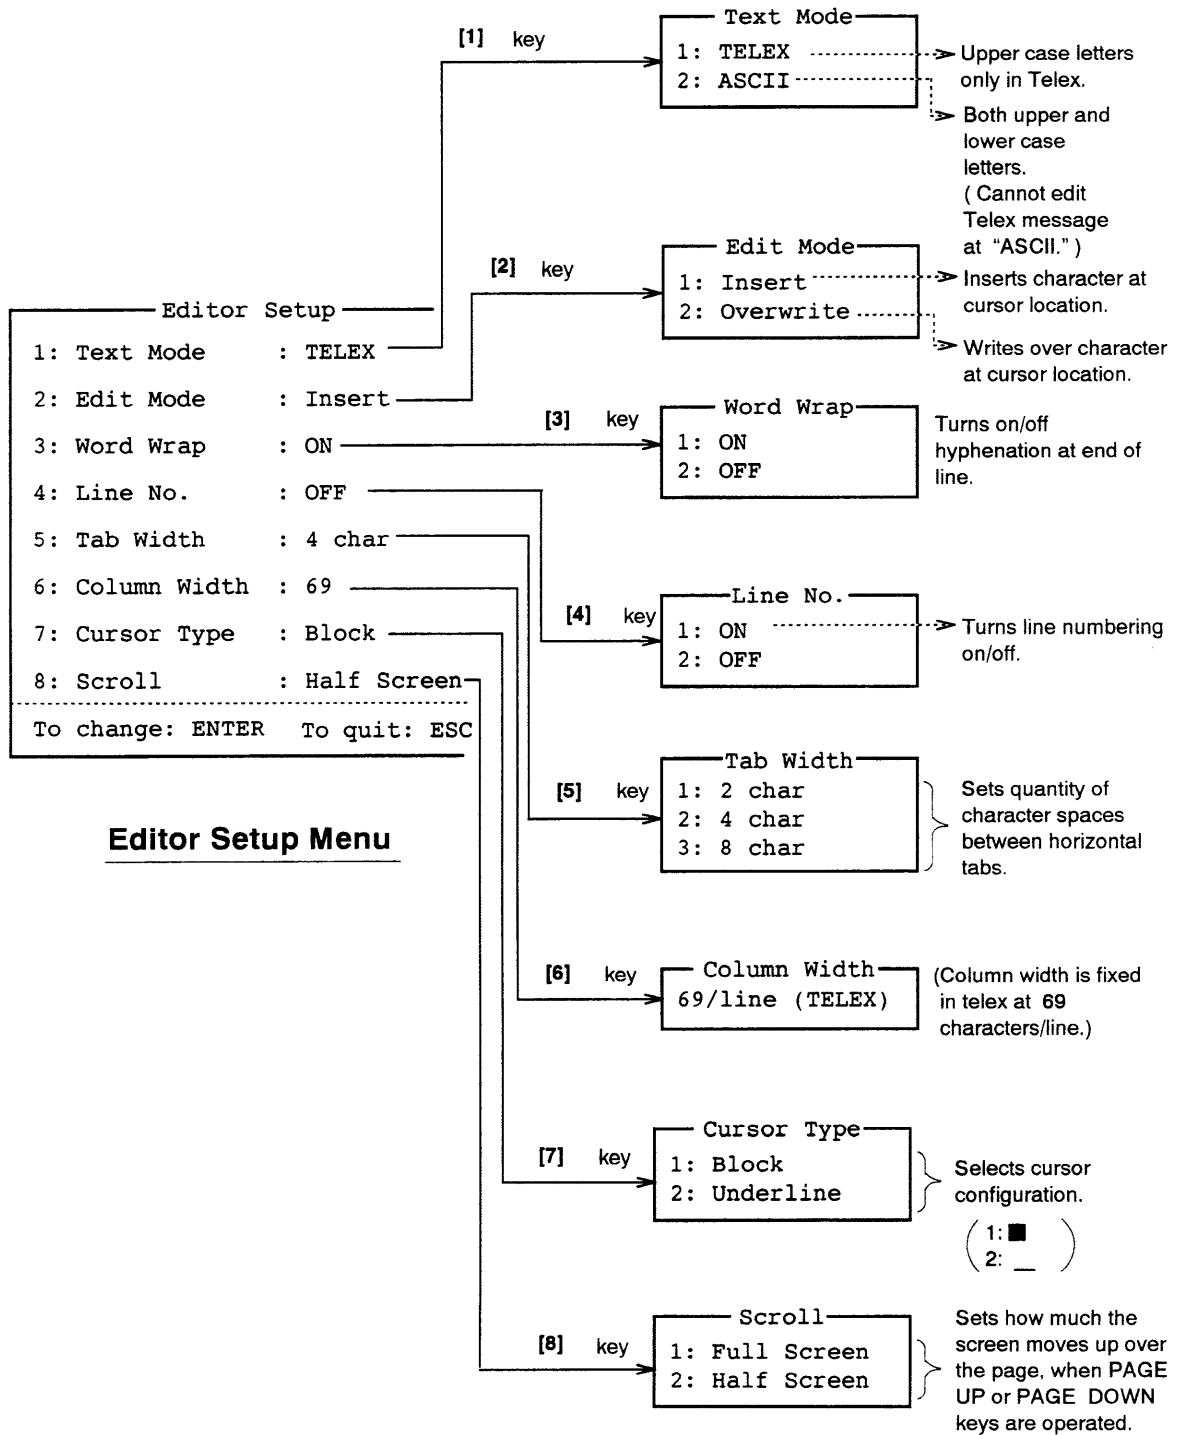 Editor Setup
1: Text Mode : TELEX
2: Edit Mode : Insert
3: Word Wrap : ON
4: Line No. : OFF
5: Tab Width : 4 char
6: Column Width : 69
7: Cursor Type : Block
8: Scroll : Half Screen
To change: ENTER To quit: ESC
Editor Setup Menu
[1] key
Text Mode
1: TELEX
2: ASCII
Upper case letters
only in Telex.
Both upper and
lower case
letters.
( Cannot edit
Telex message
at “ASCII.” )
[2] key
Edit Mode
1: Insert
2: Overwrite
Inserts character at
cursor location.
Writes over character
at cursor location.
[3] key
Word Wrap
1: ON
2: OFF
Turns on/off
hyphenation at end of
line.
[4] key
Line No.
1: ON
2: OFF
Turns line numbering
on/off.
[5] key
Tab Width
1: 2 char
2: 4 char
3: 8 char
Sets quantity of
character spaces
between horizontal
tabs.
[6] key
Column Width
69/line (TELEX)
(Column width is fixed
in telex at 69
characters/line.)
[7] key
Cursor Type
1: Block
2: Underline
Selects cursor
configuration.
1: ■
2: _
[8] key
Scroll
1: Full Screen
2: Half Screen
Sets how much the
screen moves up over
the page, when PAGE
UP or PAGE DOWN
keys are operated.